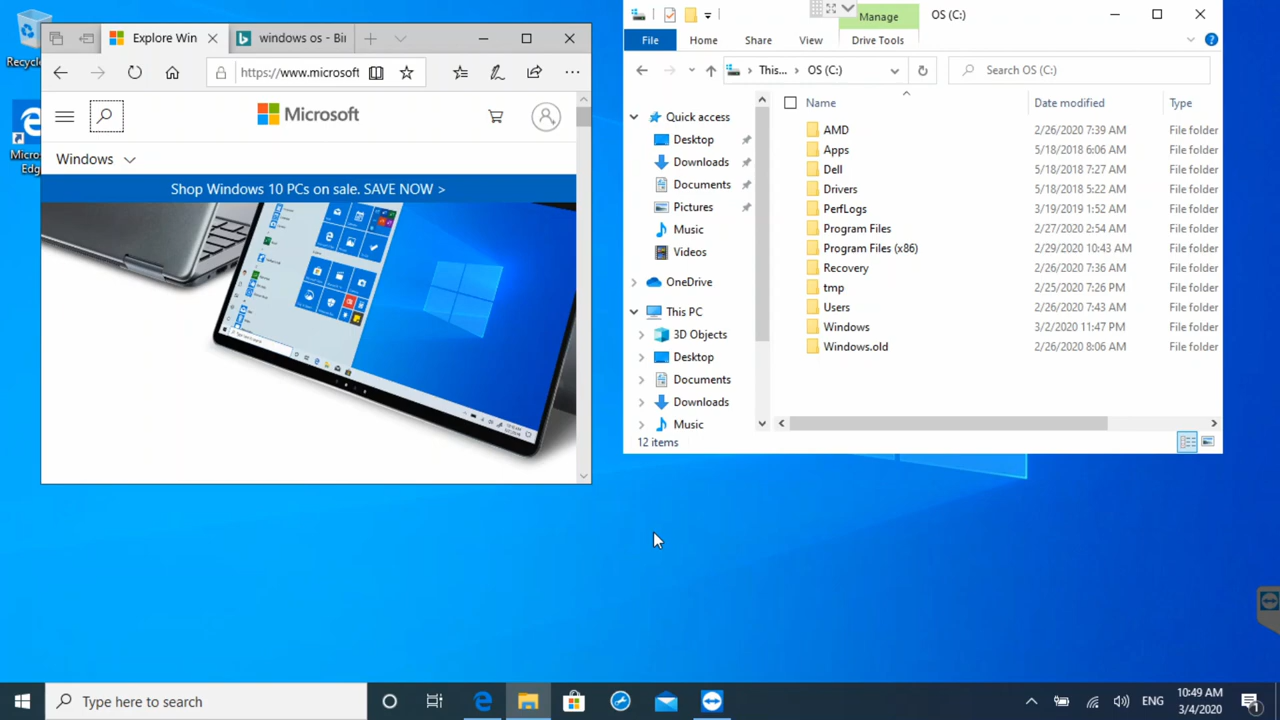 Recycle
Micros
Edge
Explore Win
windows os - Bi
https://www.microsoft
Microsoft
Windows
Shop Windows 10 PCs on sale. SAVE NOW >
Manage
OS (C:)
File
Home
Share
View
Drive Tools
This...
OS (C:)
Search OS (C:)
Name
Date modified
Type
Quick access
Desktop
Downloads
Documents
Pictures
Music
Videos
OneDrive
This PC
3D Objects
Desktop
Documents
Downloads
Music
AMD 2/26/2020 7:39 AM File folder
Apps 5/18/2018 6:06 AM File folder
Dell 5/18/2018 7:27 AM File folder
Drivers 5/18/2018 5:22 AM File folder
PerfLogs 3/19/2019 1:52 AM File folder
Program Files 2/27/2020 2:54 AM File folder
Program Files (x86) 2/29/2020 10:43 AM File folder
Recovery 2/26/2020 7:36 AM File folder
tmp 2/25/2020 7:26 PM File folder
Users 2/26/2020 7:43 AM File folder
Windows 3/2/2020 11:47 PM File folder
Windows.old 2/26/2020 8:06 AM File folder
12 items
Type here to search
ENG
10:49 AM
3/4/2020
1